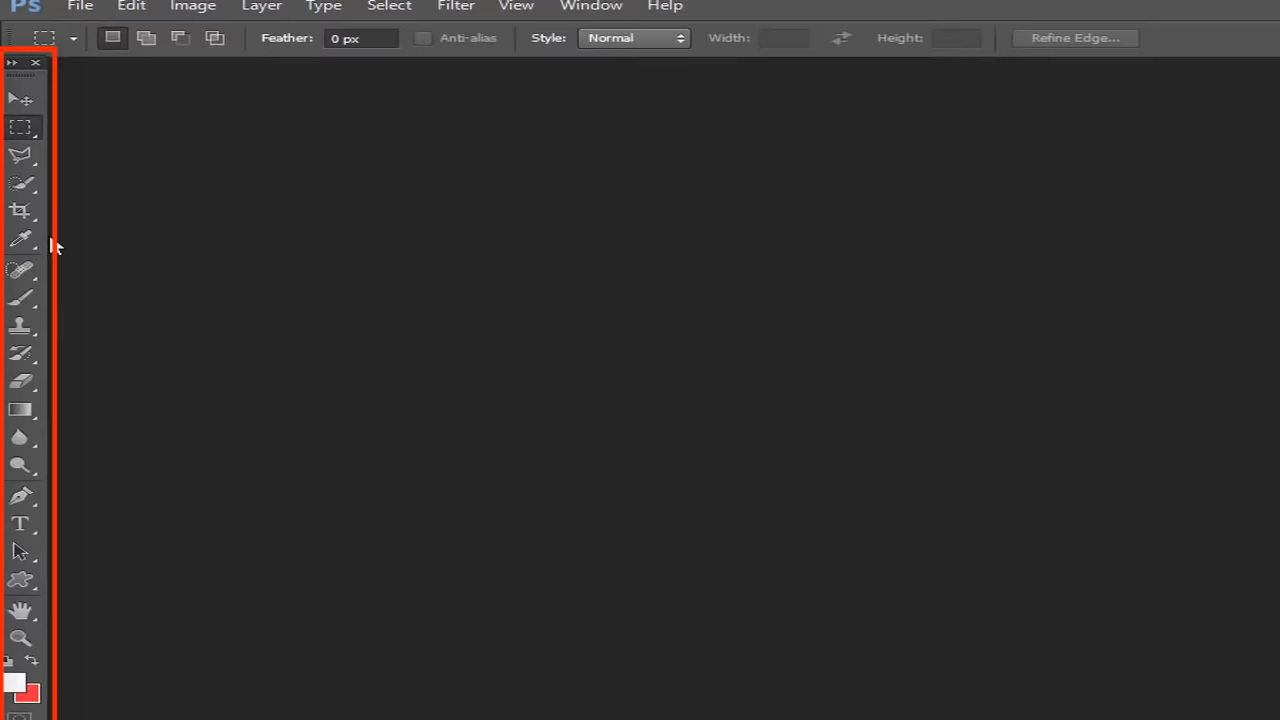 Ps File Edit Image Layer Type Select Filter View Window Help
Feather: 0 px Anti-alias Style: Normal Width: Height: Refine Edge...
T